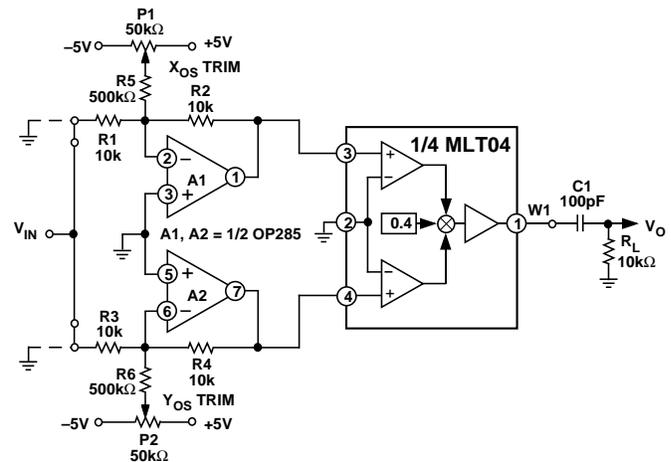 P1
50kΩ
–5V
+5V
XOS TRIM
R5
500kΩ
R2
10k
R1
10k
1/4 MLT04
2
–
A1
1
3
+
3
+
–
C1
100pF
VIN
A1, A2 = 1/2 OP285
2
0.4
1
W1
VO
RL
10kΩ
5
+
A2
7
6
–
–
+
4
R3
10k
R4
10k
R6
500kΩ
YOS TRIM
–5V
+5V
P2
50kΩ